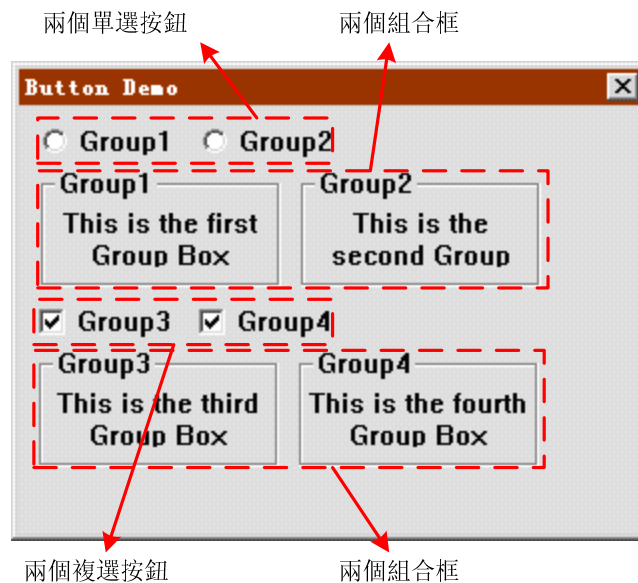 兩個單選按鈕
兩個組合框
Button Demo
Group1
Group2
Group1
This is the first
Group Box
Group2
This is the
second Group
Group3
Group4
Group3
This is the third
Group Box
Group4
This is the fourth
Group Box
兩個複選按鈕
兩個組合框